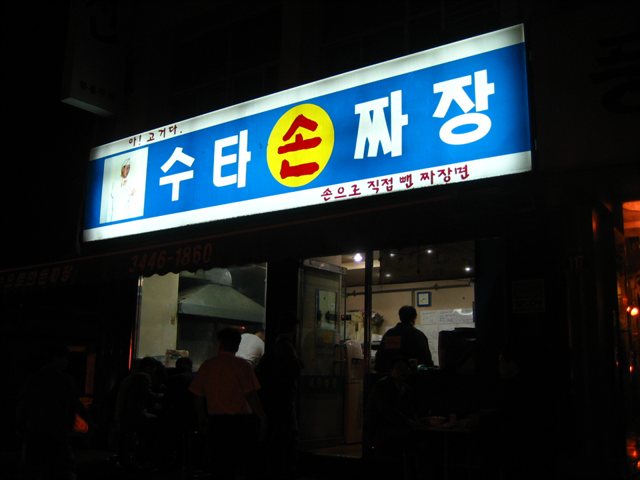 아! 고거다.
수타 손 짜장
손으로 직접 뺀 짜장면
3446-1860